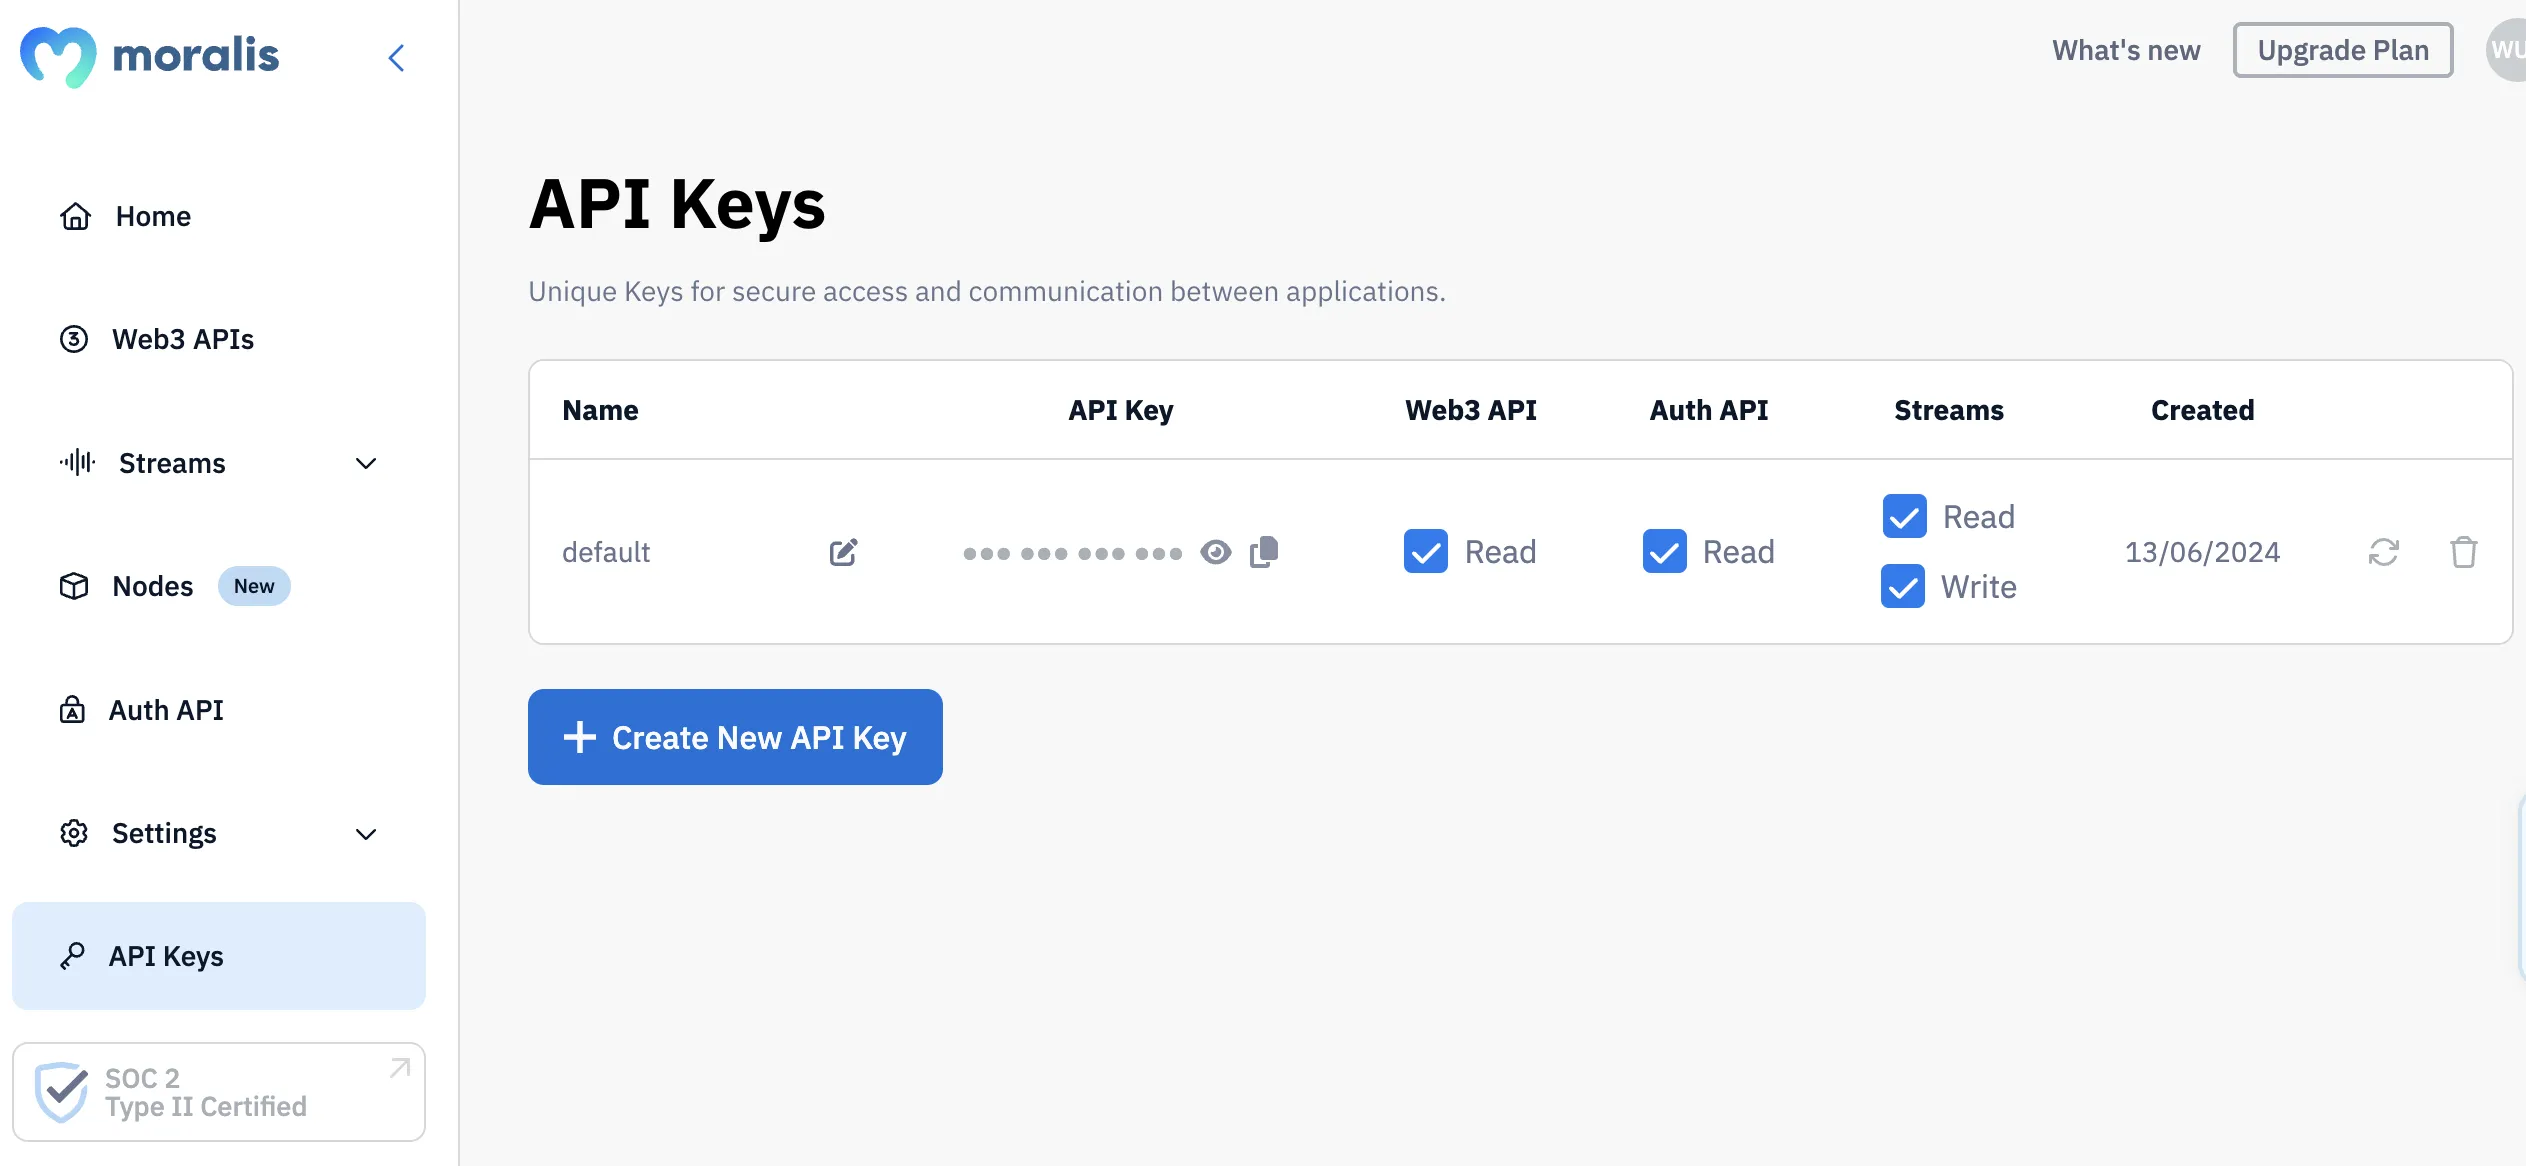 moralis
What's new
Upgrade Plan
WU
Home
Web3 APIs
Streams
Nodes New
Auth API
Settings
API Keys
SOC 2
Type II Certified
API Keys
Unique Keys for secure access and communication between applications.
Name API Key Web3 API Auth API Streams Created
default Read Read Read 13/06/2024
Write
Create New API Key